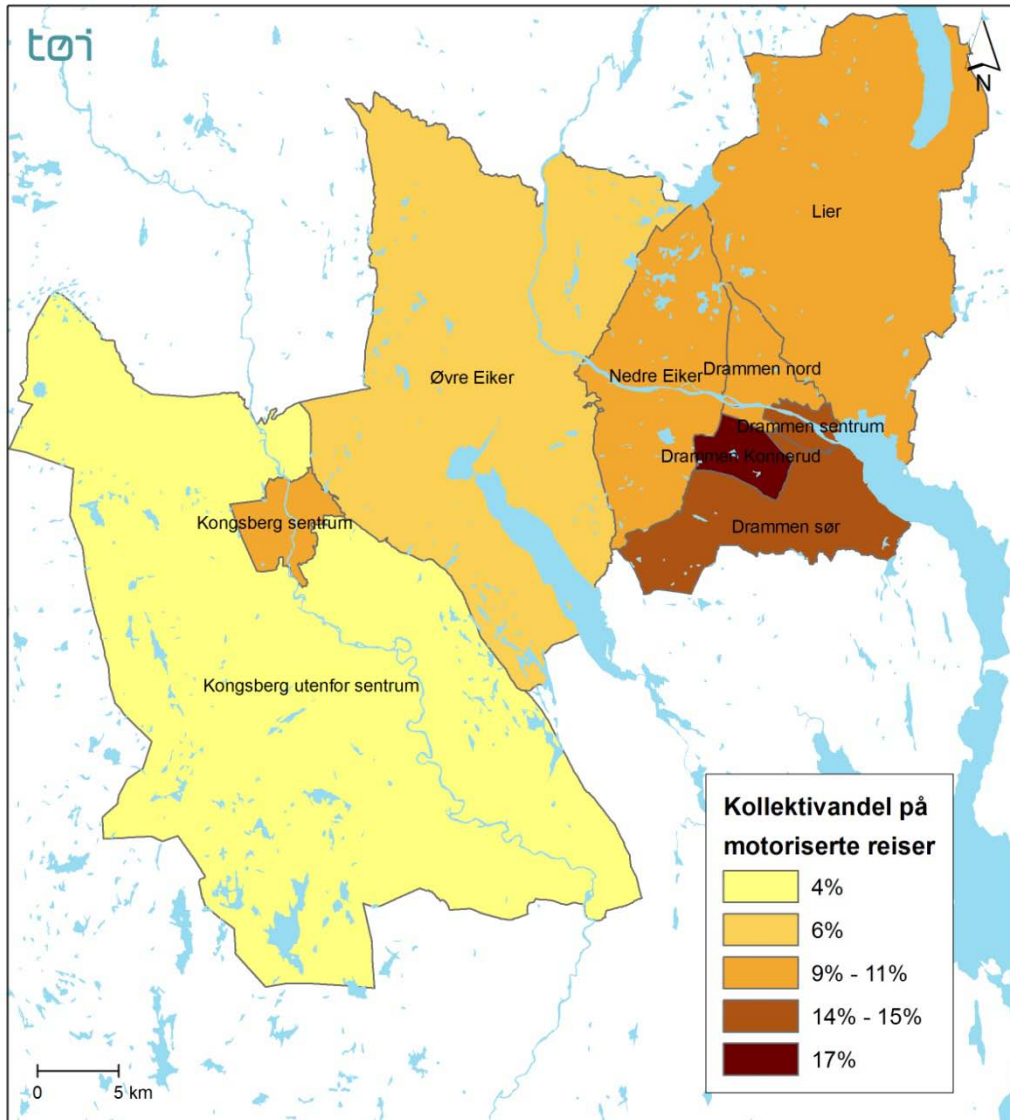 tøi
N
Lier
Øvre Eiker
Nedre Eiker
Drammen nord
Drammen sentrum
Drammen Konnerud
Drammen sør
Kongsberg sentrum
Kongsberg utenfor sentrum
Kollektivandel på
motoriserte reiser
4%
6%
9% - 11%
14% - 15%
17%
0 5 km